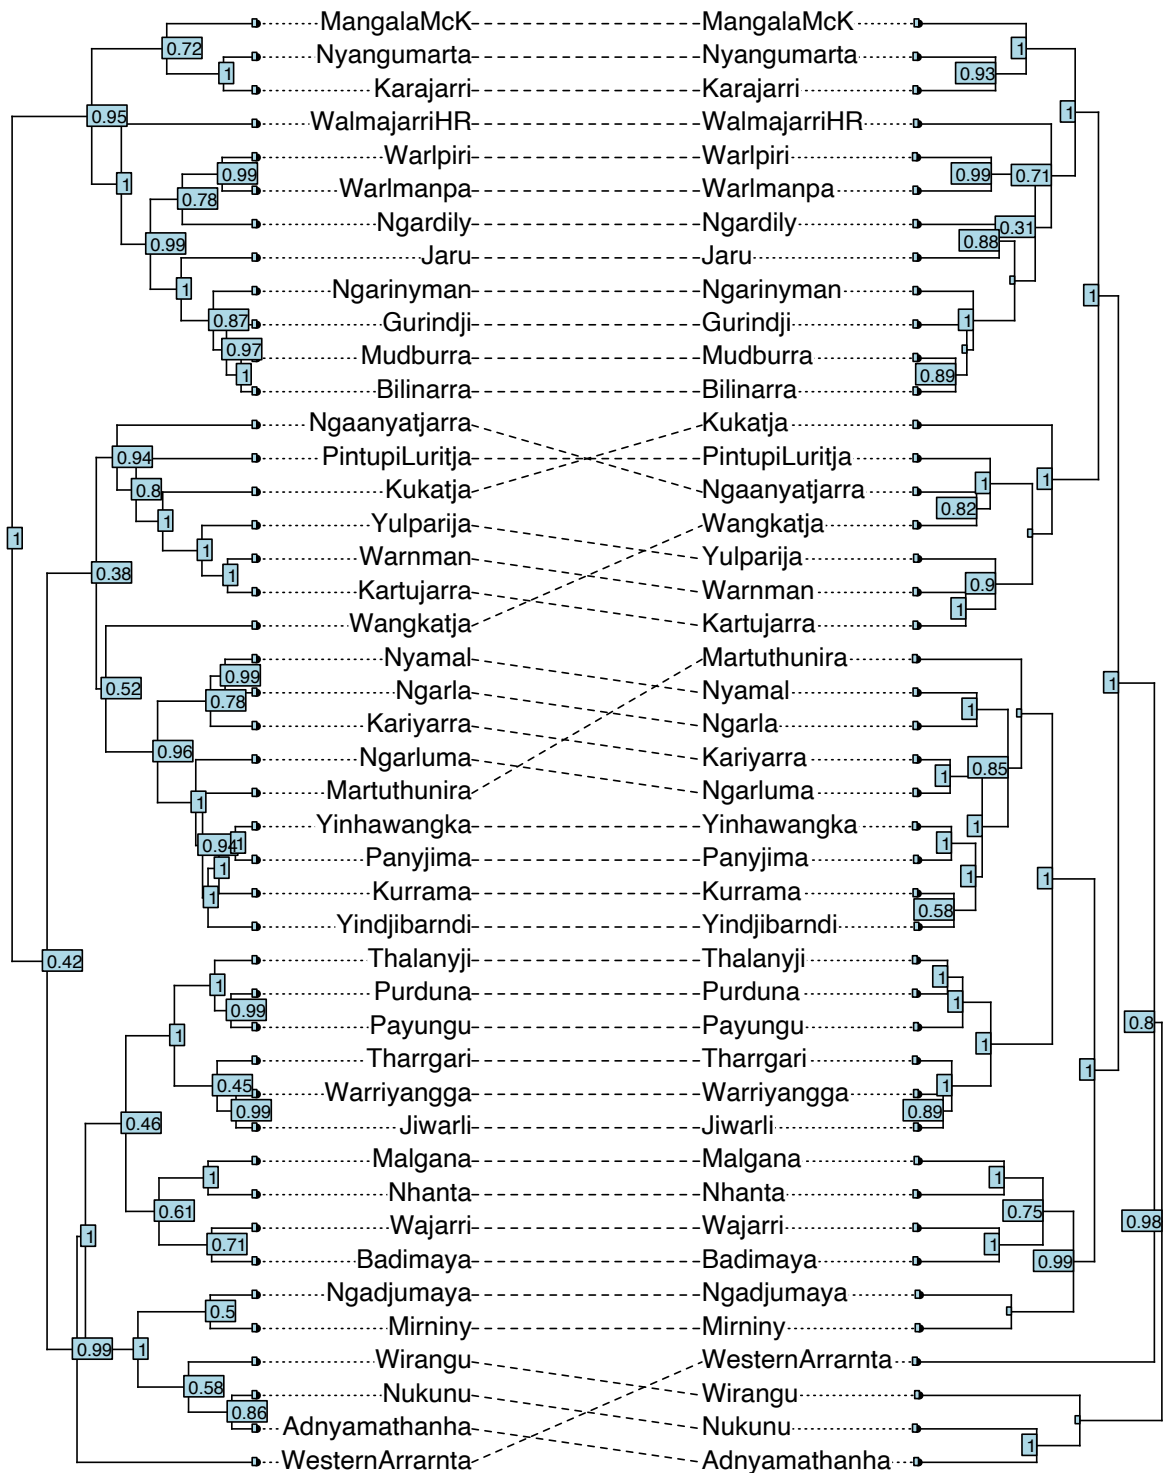 MangalaMcK MangalaMcK
0.72 1
Nyangumarta Nyangumarta
1 0.93
Karajarri Karajarri
0.95 1
WalmajarriHR WalmajarriHR
Warlpiri Warlpiri
0.99 0.99 0.71
1
Warlmanpa Warlmanpa
0.78
Ngardily Ngardily
0.31
0.99 0.88
Jaru Jaru
1
Ngarinyman Ngarinyman
1
0.87 1
Gurindji Gurindji
0.97
Mudburra Mudburra
1 0.89
Bilinarra Bilinarra
Ngaanyatjarra Kukatja
0.94
PintupiLuritja PintupiLuritja
1 1
0.8
Kukatja Ngaanyatjarra
0.82
1
Yulparija Wangkatja
1
1
Warnman Yulparija
0.38
1 0.9
Kartujarra Warnman
1
Wangkatja Kartujarra
Nyamal Martuthunira
0.99
0.52 1
Ngarla Nyamal
0.78
1
Kariyarra Ngarla
0.96
Ngarluma Kariyarra
1 0.85
Martuthunira Ngarluma
1
Yinhawangka Yinhawangka
1
0.94 1 1
Panyjima Panyjima
1 1 1
Kurrama Kurrama
1 0.58
Yindjibarndi Yindjibarndi
0.42
Thalanyji Thalanyji
1 1
Purduna Purduna
0.99 1
Payungu Payungu
0.8
1 1
Tharrgari Tharrgari
1
0.45 1
Warriyangga Warriyangga
0.99 0.89
Jiwarli Jiwarli
0.46
Malgana Malgana
1 1
Nhanta Nhanta
0.61 0.75
0.98
Wajarri Wajarri
1
0.71 1
Badimaya Badimaya
0.99
Ngadjumaya Ngadjumaya
0.5
Mirniny Mirniny
0.99 1
Wirangu WesternArrarnta
0.58
Nukunu Wirangu
0.86
Adnyamathanha Nukunu
1
WesternArrarnta Adnyamathanha